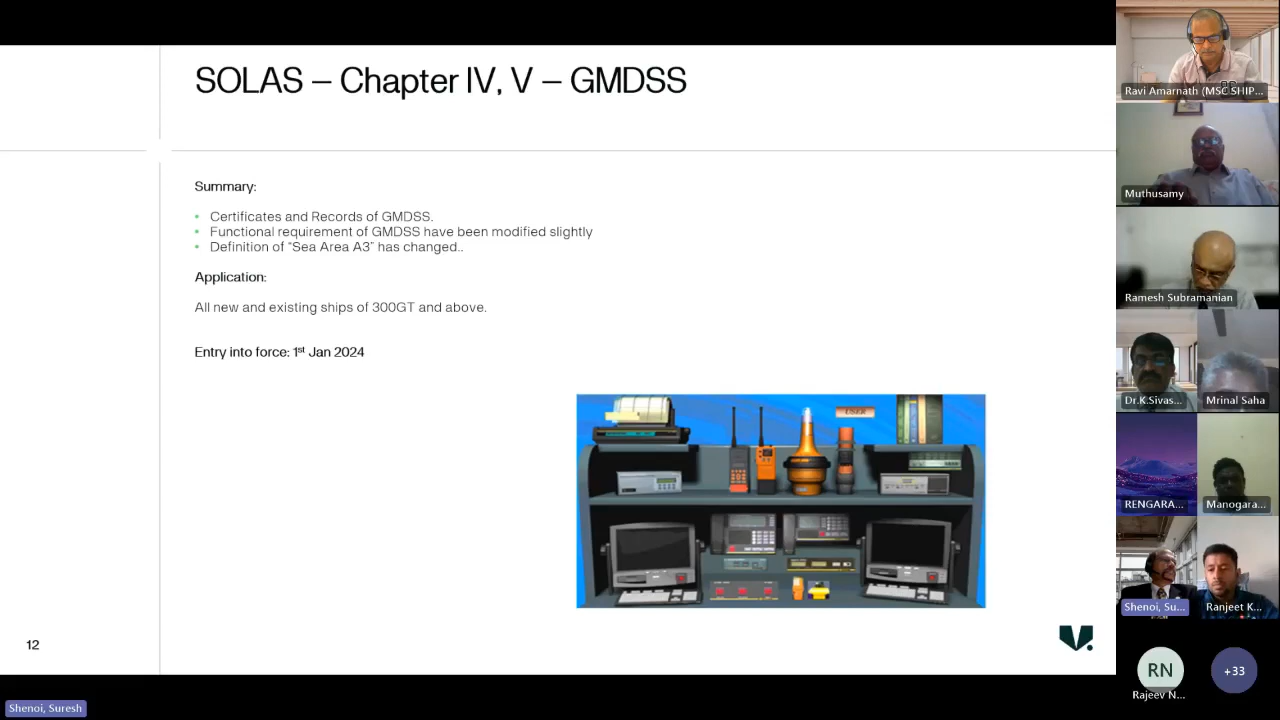 SOLAS – Chapter IV, V – GMDSS
Summary:
• Certificates and Records of GMDSS.
• Functional requirement of GMDSS have been modified slightly
• Definition of “Sea Area A3” has changed..
Application:
All new and existing ships of 300GT and above.
Entry into force: 1st Jan 2024
USER
12
Shenoi, Suresh
Ravi Amarnath (MSC SHIP...
Muthusamy
Ramesh Subramanian
Dr.K.Sivas...
Mrinal Saha
RENGARA...
Manogara...
Shenoi, Su...
Ranjeet K...
RN
Rajeev N...
+33